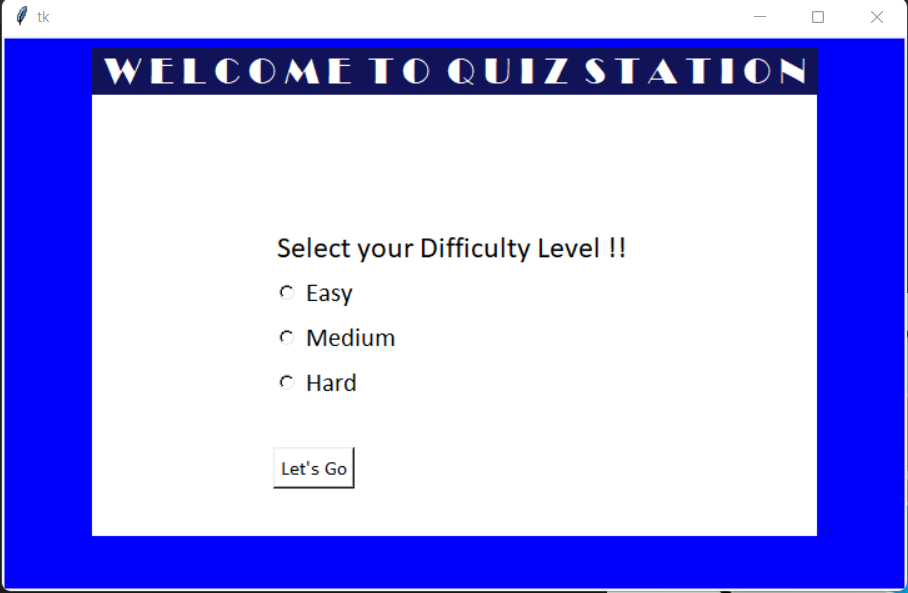 tk
WELCOME TO QUIZ STATION
Select your Difficulty Level !!
Easy
Medium
Hard
Let's Go